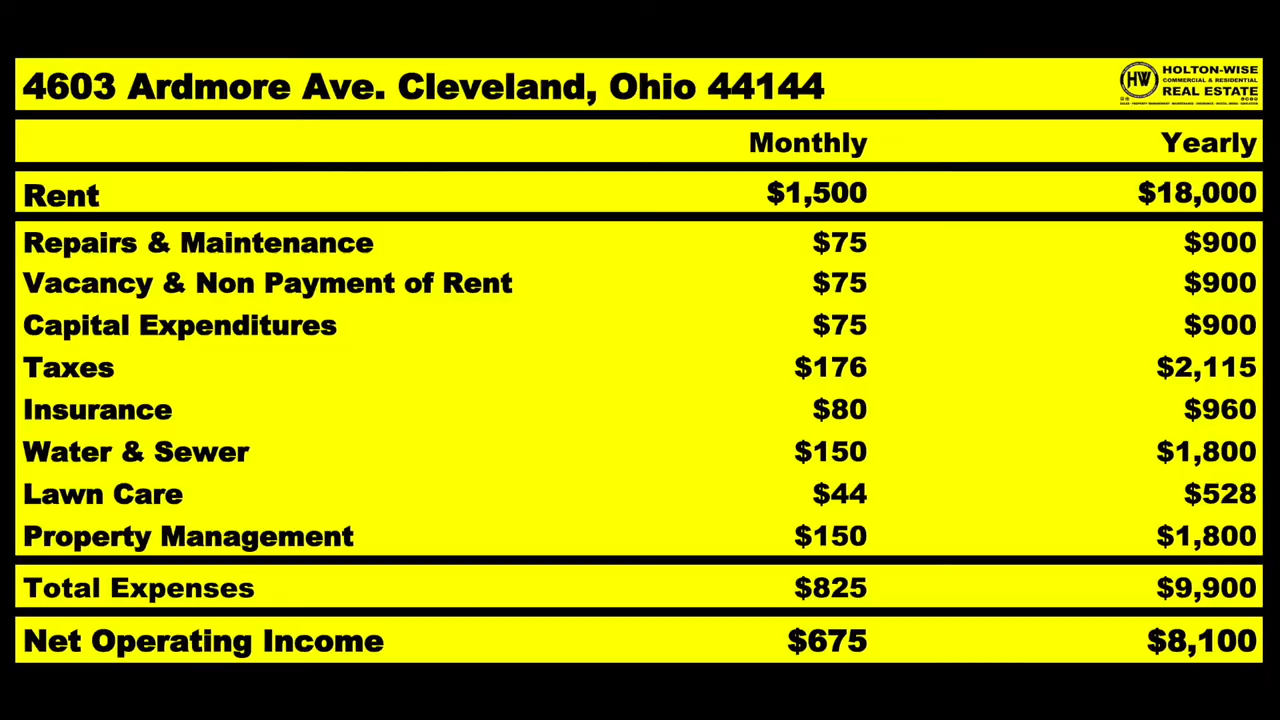 4603 Ardmore Ave. Cleveland, Ohio 44144
HW
HOLTON-WISE
COMMERCIAL & RESIDENTIAL
REAL ESTATE
Monthly Yearly
Rent $1,500 $18,000
Repairs & Maintenance $75 $900
Vacancy & Non Payment of Rent $75 $900
Capital Expenditures $75 $900
Taxes $176 $2,115
Insurance $80 $960
Water & Sewer $150 $1,800
Lawn Care $44 $528
Property Management $150 $1,800
Total Expenses $825 $9,900
Net Operating Income $675 $8,100